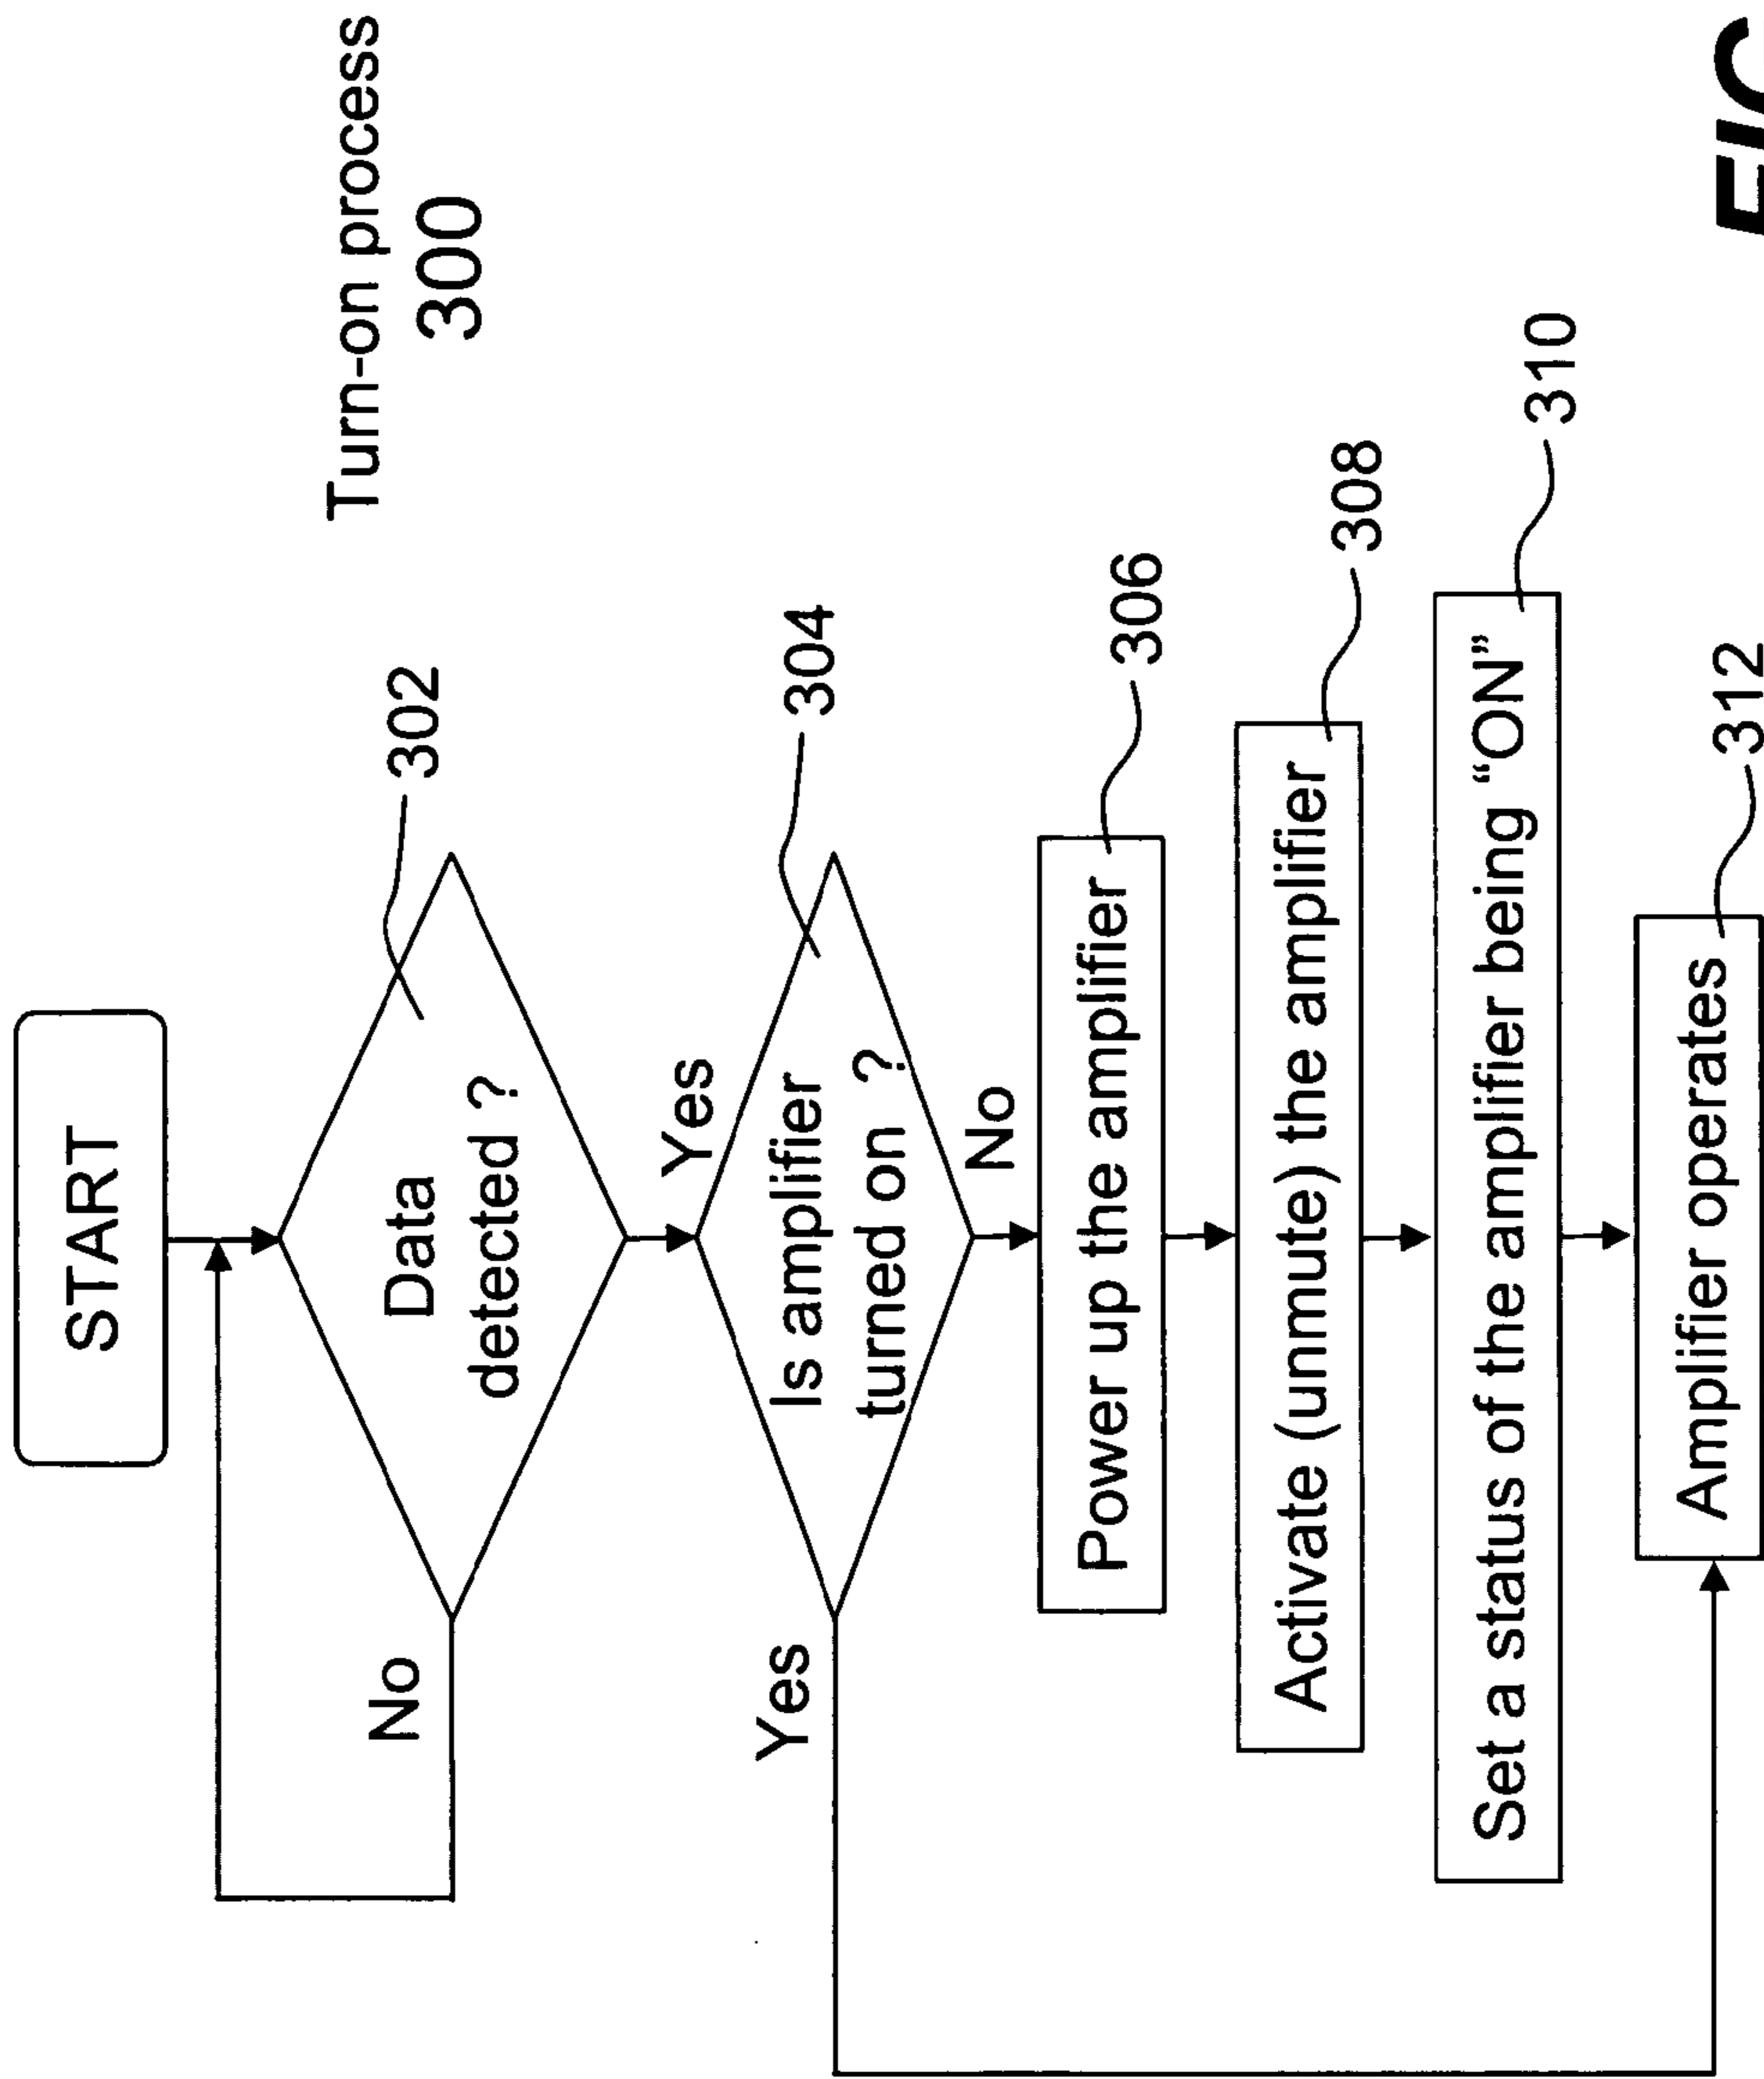 Turn-on process
300
START
Data
detected ?
302
No
Yes
Is amplifier
turned on ?
304
Yes
No
Power up the amplifier
306
Activate (unmute) the amplifier
308
Set a status of the amplifier being “ON”
310
Amplifier operates
312